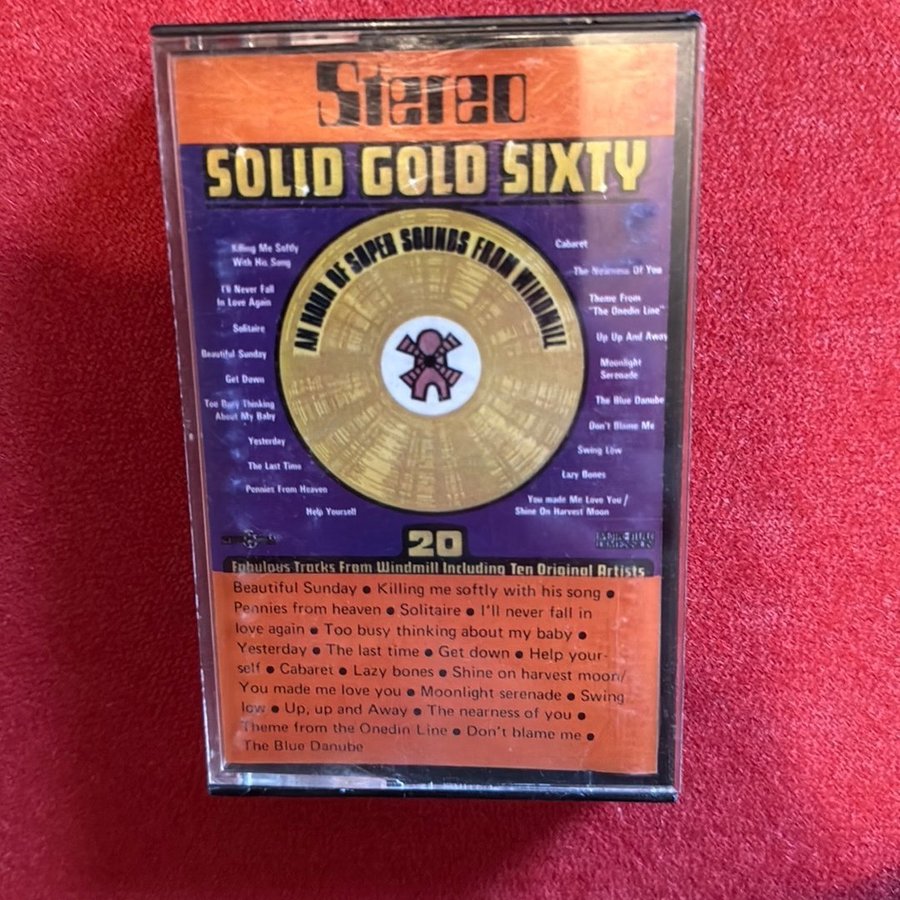 Stereo
SOLID GOLD SIXTY
AN HOUR OF SUPER SOUNDS FROM WINDMILL
Killing Me Softly
With His Song
I'll Never Fall
In Love Again
Solitaire
Beautiful Sunday
Get Down
Too Busy Thinking
About My Baby
Yesterday
The Last Time
Pennies From Heaven
Help Yourself
Cabaret
The Nearness Of You
Theme From
"The Onedin Line"
Up Up And Away
Moonlight
Serenade
The Blue Danube
Don't Blame Me
Swing Low
Lazy Bones
You made Me Love You/
Shine On Harvest Moon
20
Fabulous Tracks From Windmill Including Ten Original Artists
Beautiful Sunday ● Killing me softly with his song ●
Pennies from heaven ● Solitaire ● I'll never fall in
love again ● Too busy thinking about my baby ●
Yesterday ● The last time ● Get down ● Help your-
self ● Cabaret ● Lazy bones ● Shine on harvest moon/
You made me love you ● Moonlight serenade ● Swing
low ● Up, up and Away ● The nearness of you ●
Theme from the Onedin Line ● Don't blame me ●
The Blue Danube